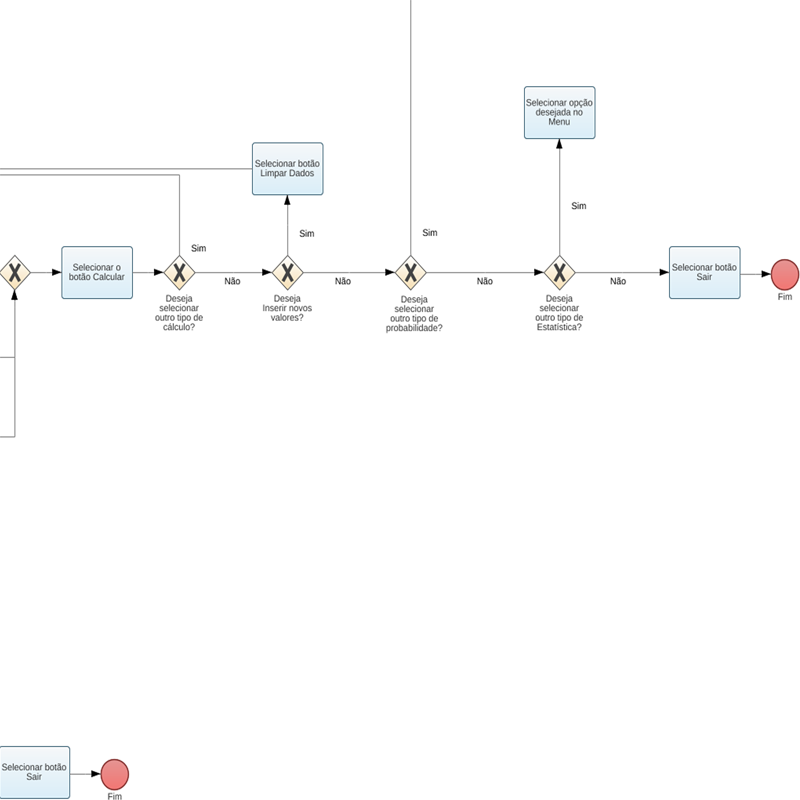 Selecionar opção
desejada no
Menu
Selecionar botão
Limpar Dados
Sim
Sim
Sim
Sim
Selecionar o
botão Calcular
Não
Não
Não
Não
Selecionar botão
Sair
Fim
Deseja
selecionar
outro tipo de
cálculo?
Deseja
Inserir novos
valores?
Deseja
selecionar
outro tipo de
probabilidade?
Deseja
selecionar
outro tipo de
Estatística?
Selecionar botão
Sair
Fim